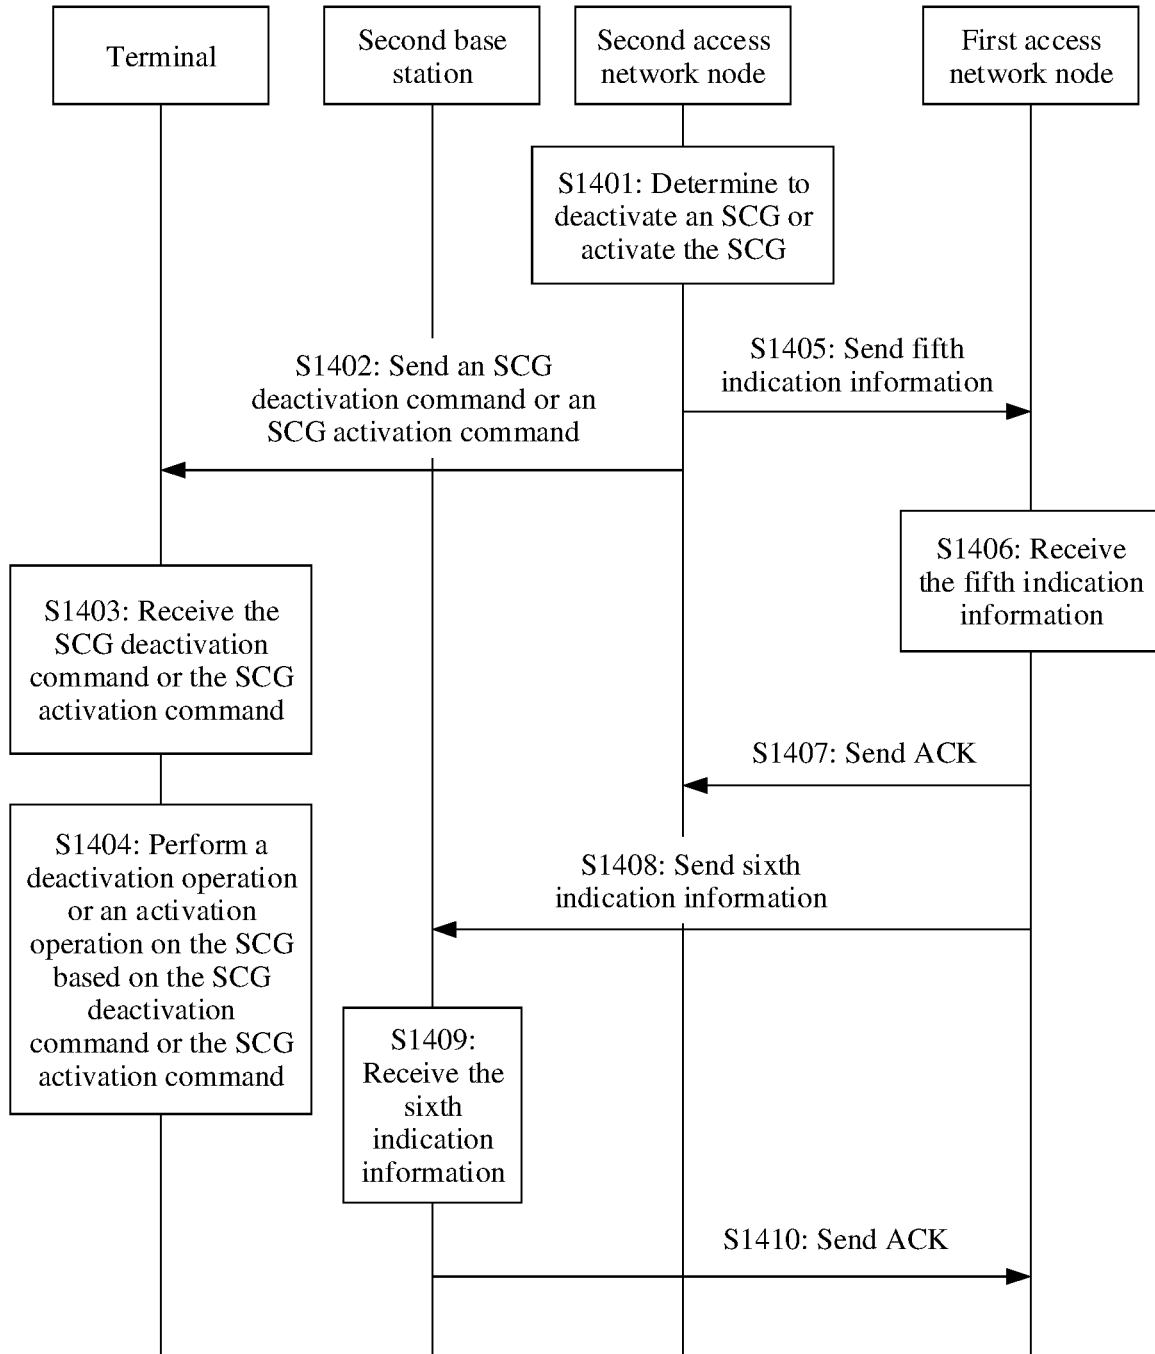 Terminal
Second base
station
Second access
network node
First access
network node
S1401: Determine to
deactivate an SCG or
activate the SCG
S1402: Send an SCG
deactivation command or an
SCG activation command
S1405: Send fifth
indication information
S1403: Receive the
SCG deactivation
command or the SCG
activation command
S1406: Receive
the fifth indication
information
S1407: Send ACK
S1404: Perform a
deactivation operation
or an activation
operation on the SCG
based on the SCG
deactivation
command or the SCG
activation command
S1408: Send sixth
indication information
S1409:
Receive the
sixth
indication
information
S1410: Send ACK